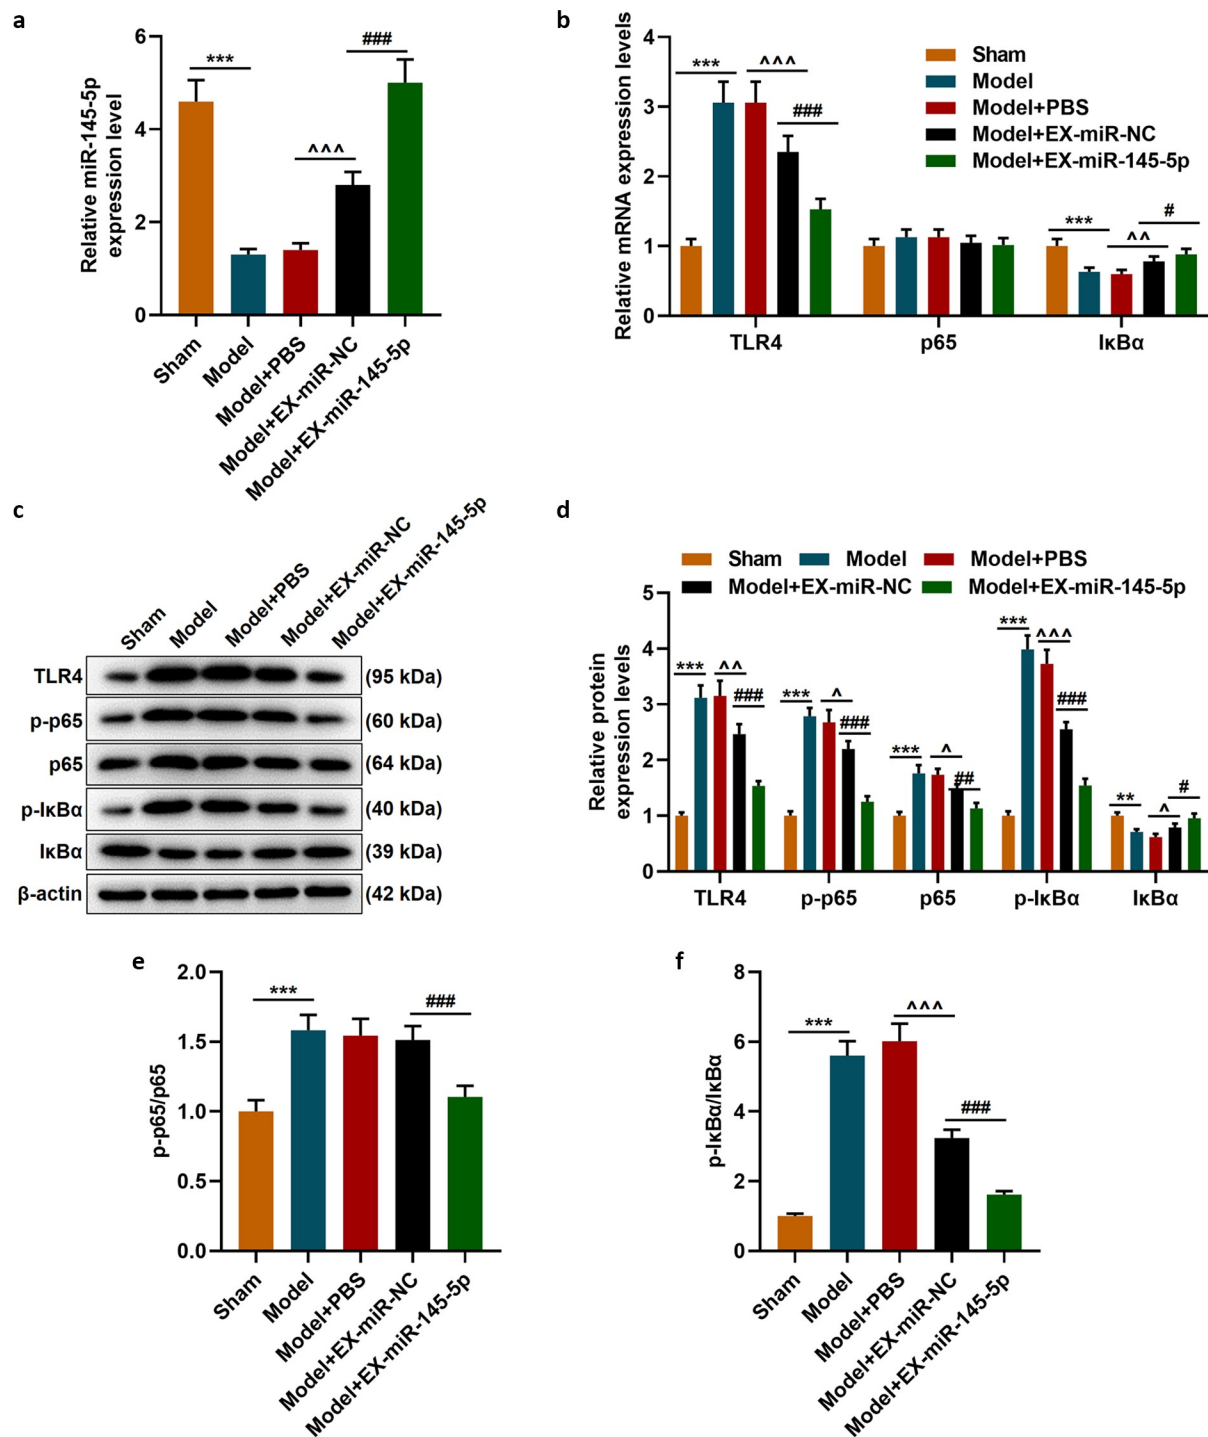 a
Relative miR-145-5p
expression level
6
4
2
0
***
^^^
###
Sham
Model
Model+PBS
Model+EX-miR-NC
Model+EX-miR-145-5p
b
Relative mRNA expression levels
4
3
2
1
0
Sham
Model
Model+PBS
Model+EX-miR-NC
Model+EX-miR-145-5p
***
^^^
###
***
^^
#
TLR4
p65
IκBα
c
Sham
Model
Model+PBS
Model+EX-miR-NC
Model+EX-miR-145-5p
TLR4 (95 kDa)
p-p65 (60 kDa)
p65 (64 kDa)
p-IκBα (40 kDa)
IκBα (39 kDa)
β-actin (42 kDa)
d
Sham Model Model+PBS
Model+EX-miR-NC Model+EX-miR-145-5p
Relative protein
expression levels
5
4
3
2
1
0
***
^^
###
***
^
###
***
^
##
***
^^^
###
**
^
#
TLR4
p-p65
p65
p-IκBα
IκBα
e
p-p65/p65
2.0
1.5
1.0
0.5
0.0
***
###
Sham
Model
Model+PBS
Model+EX-miR-NC
Model+EX-miR-145-5p
f
p-IκBα/IκBα
8
6
4
2
0
***
^^^
###
Sham
Model
Model+PBS
Model+EX-miR-NC
Model+EX-miR-145-5p